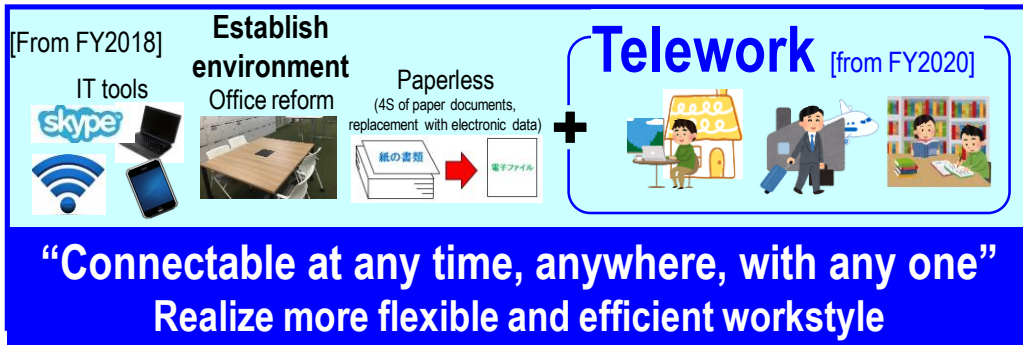 [From FY2018]
IT tools
skype
Establish
environment
Office reform
Paperless
(4S of paper documents,
replacement with electronic data)
紙の書類
電子ファイル
+
Telework [from FY2020]
“Connectable at any time, anywhere, with any one”
Realize more flexible and efficient workstyle